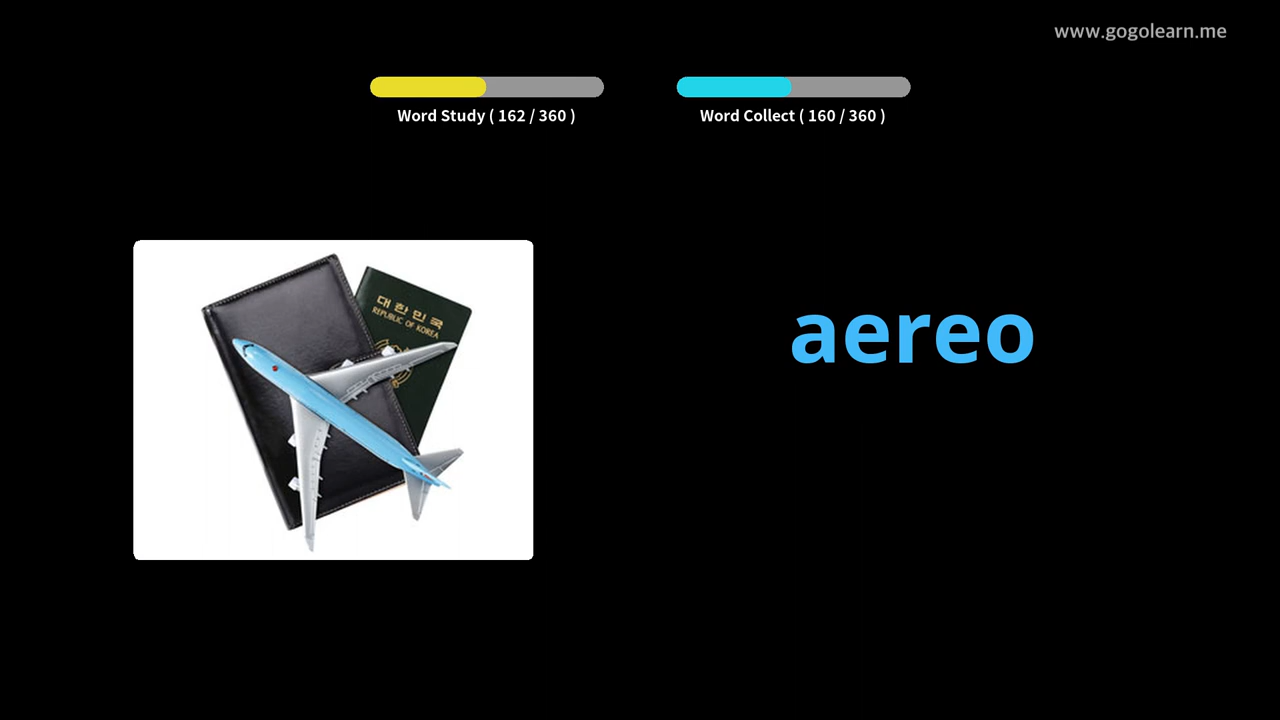 www.gogolearn.me
Word Study ( 162 / 360 )
Word Collect ( 160 / 360 )
대한민국
REPUBLIC OF KOREA
aereo